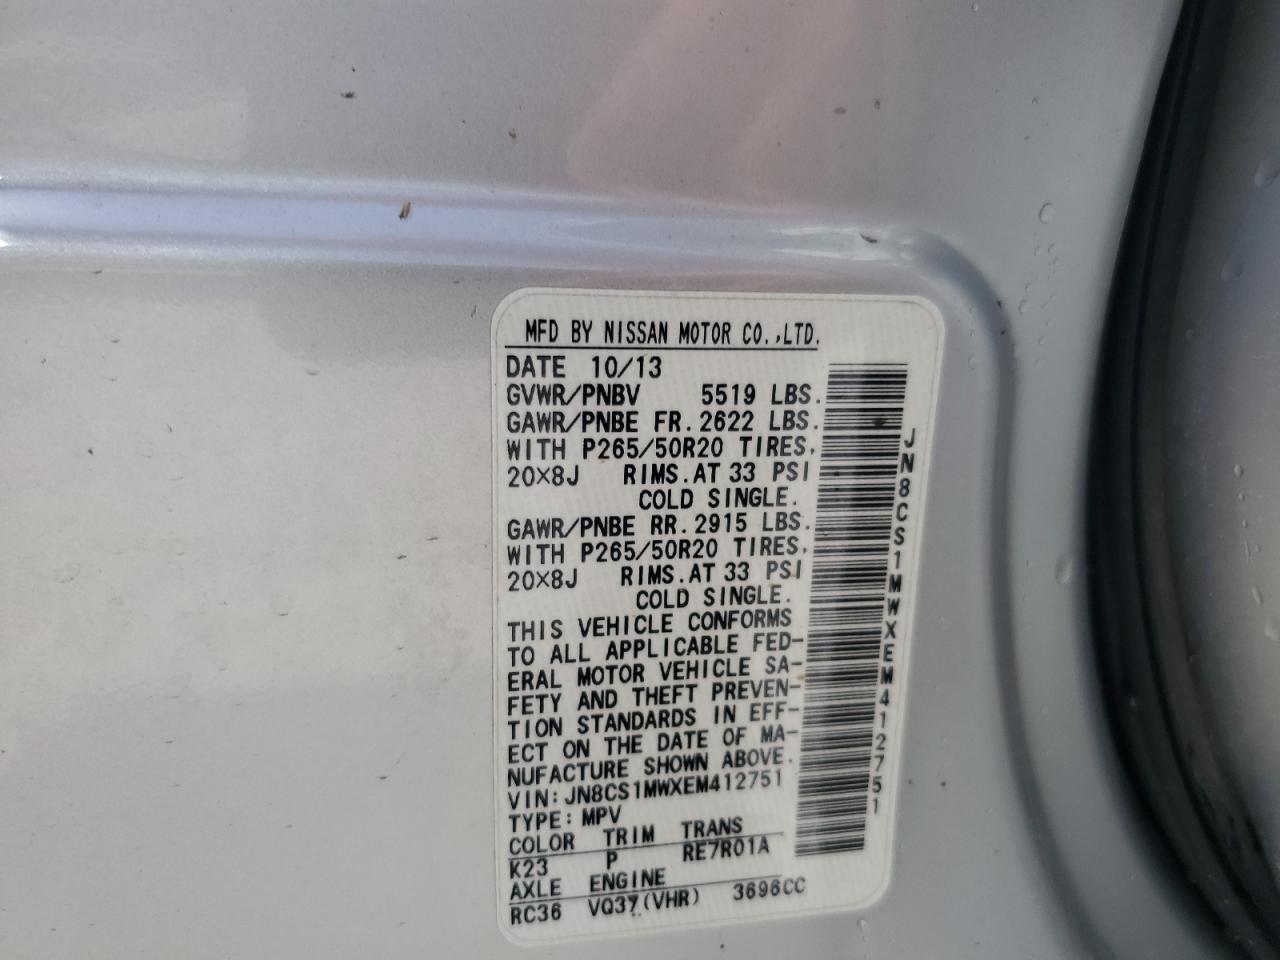 MFD BY NISSAN MOTOR CO.,LTD.
DATE 10/13
GVWR/PNBV 5519 LBS.
GAWR/PNBE FR. 2622 LBS.
WITH P265/50R20 TIRES,
20X8J RIMS. AT 33 PSI
COLD SINGLE.
GAWR/PNBE RR. 2915 LBS.
WITH P265/50R20 TIRES,
20X8J RIMS. AT 33 PSI
COLD SINGLE.
THIS VEHICLE CONFORMS
TO ALL APPLICABLE FED-
ERAL MOTOR VEHICLE SA-
FETY AND THEFT PREVEN-
TION STANDARDS IN EFF-
ECT ON THE DATE OF MA-
NUFACTURE SHOWN ABOVE.
VIN: JN8CS1MWXEM412751
TYPE: MPV
COLOR TRIM TRANS
K23 P RE7R01A
AXLE ENGINE
RC36 VQ37(VHR) 3696CC
JN8CS1MWXEM412751